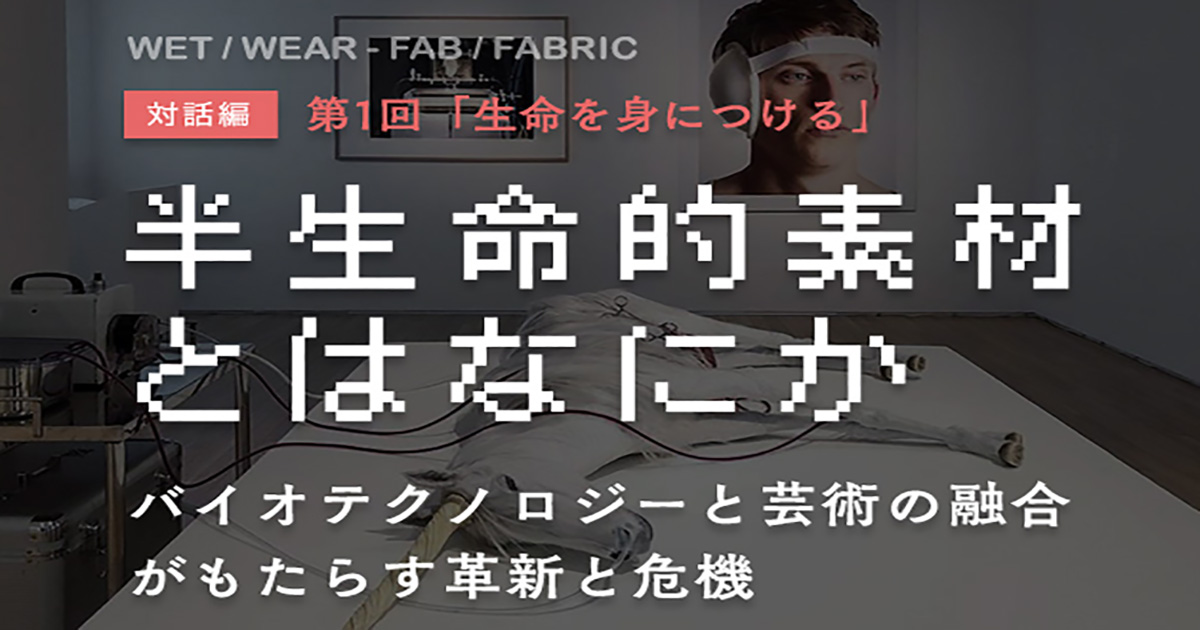 WET / WEAR - FAB / FABRIC
対話編 第1回「生命を身につける」
半生命的素材
とはなにか
バイオテクノロジーと芸術の融合
がもたらす革新と危機